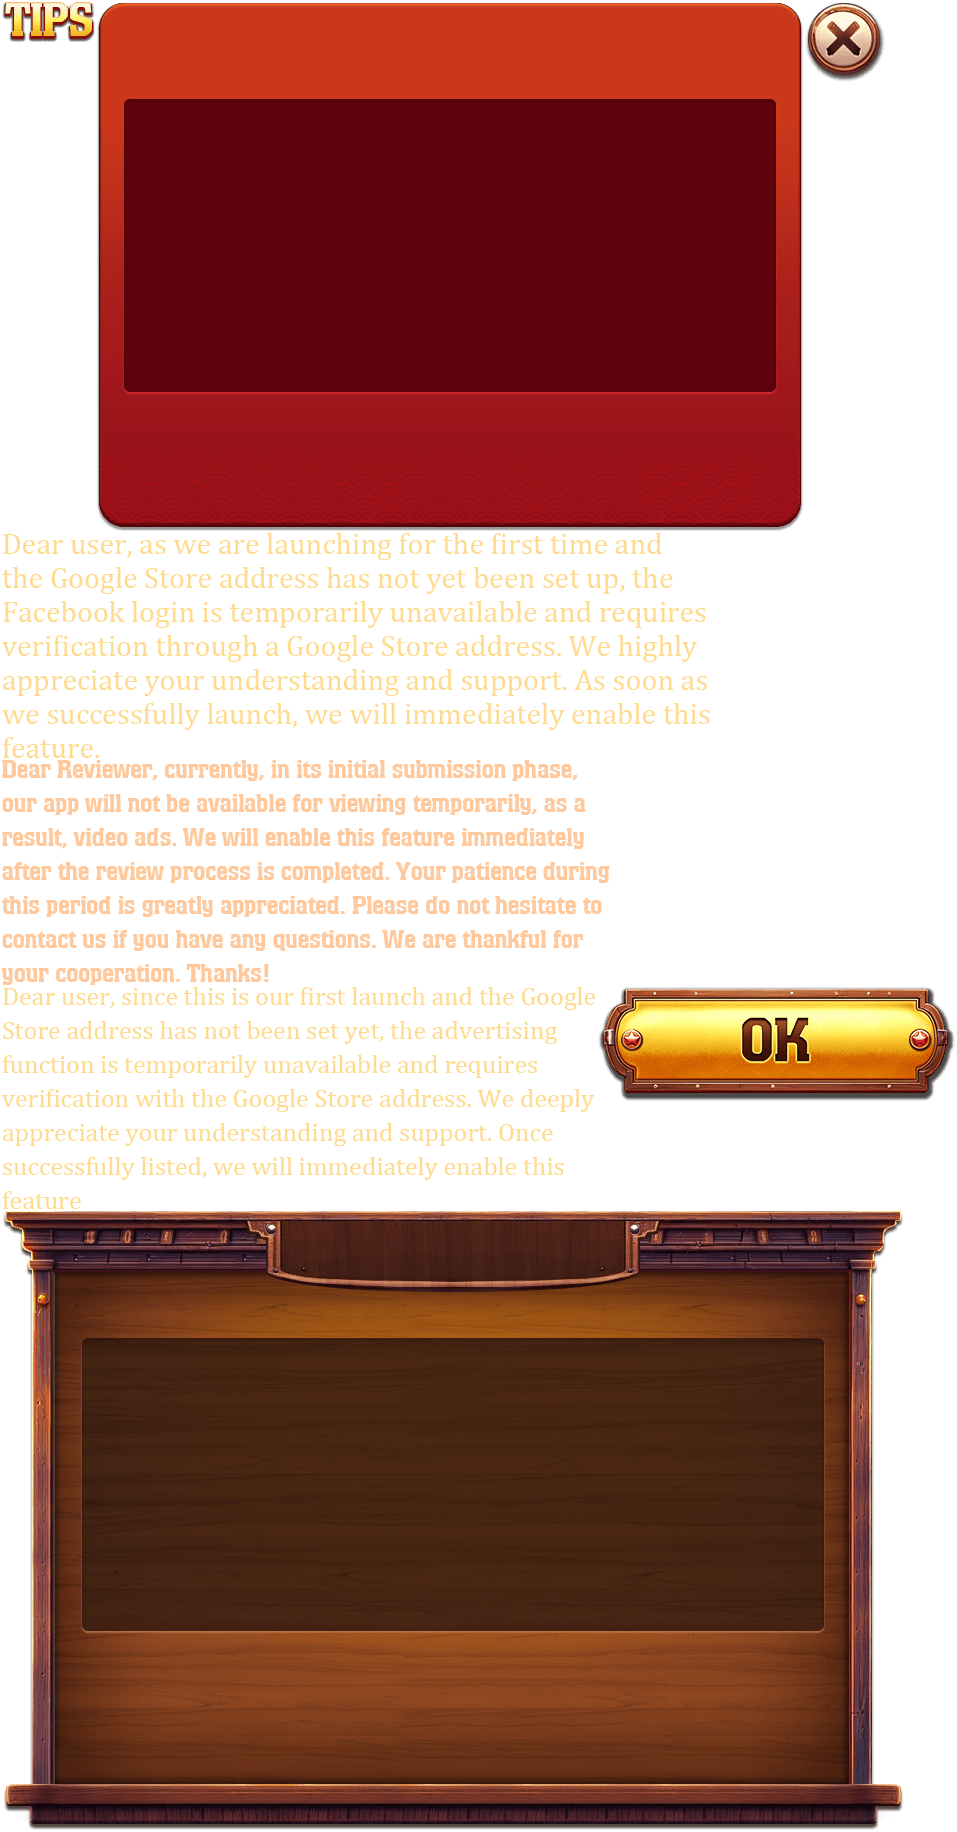 TIPS
Dear user, as we are launching for the first time and
the Google Store address has not yet been set up, the
Facebook login is temporarily unavailable and requires
verification through a Google Store address. We highly
appreciate your understanding and support. As soon as
we successfully launch, we will immediately enable this
feature.
Dear Reviewer, currently, in its initial submission phase,
our app will not be available for viewing temporarily, as a
result, video ads. We will enable this feature immediately
after the review process is completed. Your patience during
this period is greatly appreciated. Please do not hesitate to
contact us if you have any questions. We are thankful for
your cooperation. Thanks!
Dear user, since this is our first launch and the Google
Store address has not been set yet, the advertising
function is temporarily unavailable and requires
verification with the Google Store address. We deeply
appreciate your understanding and support. Once
successfully listed, we will immediately enable this
feature
OK